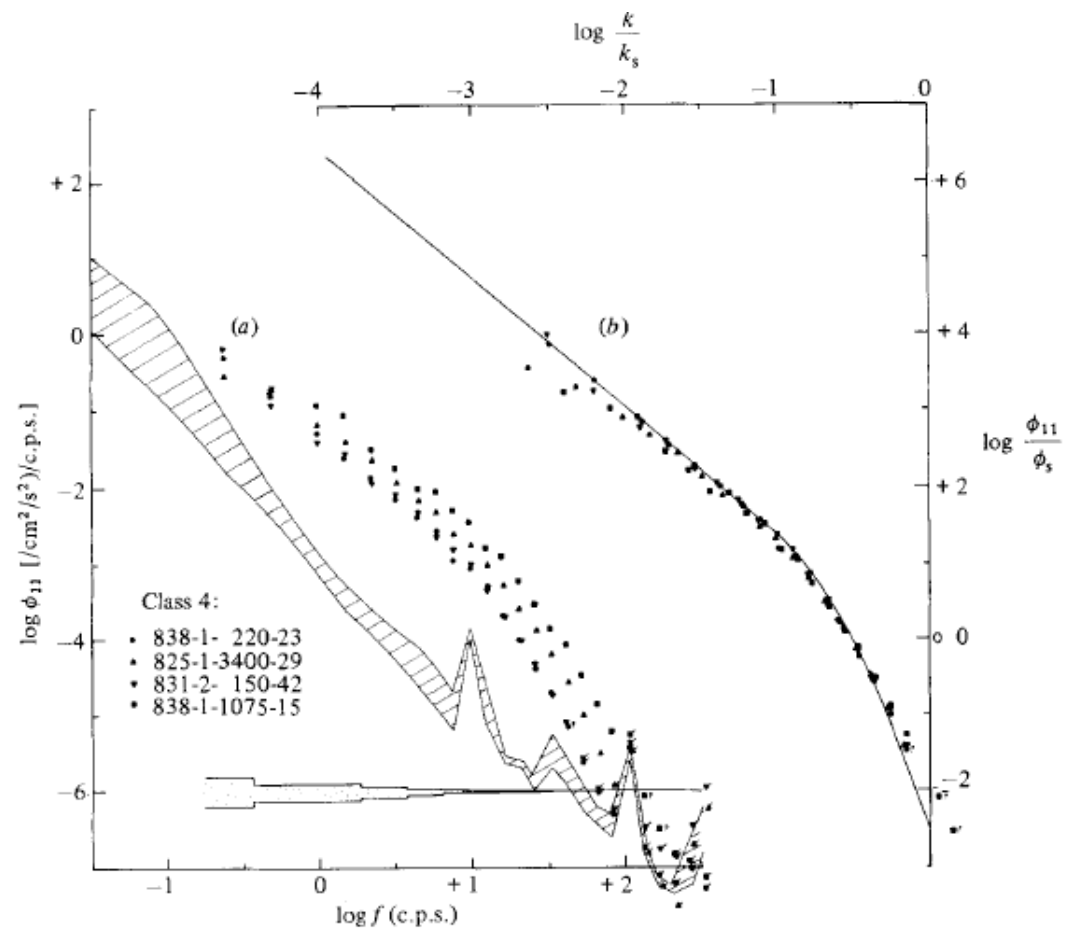 log k/kₛ
−4 −3 −2 −1 0
+ 2
0
−2
−4
−6
log ϕ₁₁ [/cm²/s²)/c.p.s.]
(a)
(b)
+ 6
+ 4
+ 2
0
−2
log ϕ₁₁/ϕₛ
Class 4:
838-1- 220-23
825-1-3400-29
831-2- 150-42
838-1-1075-15
−1 0 +1 +2
log f (c.p.s.)